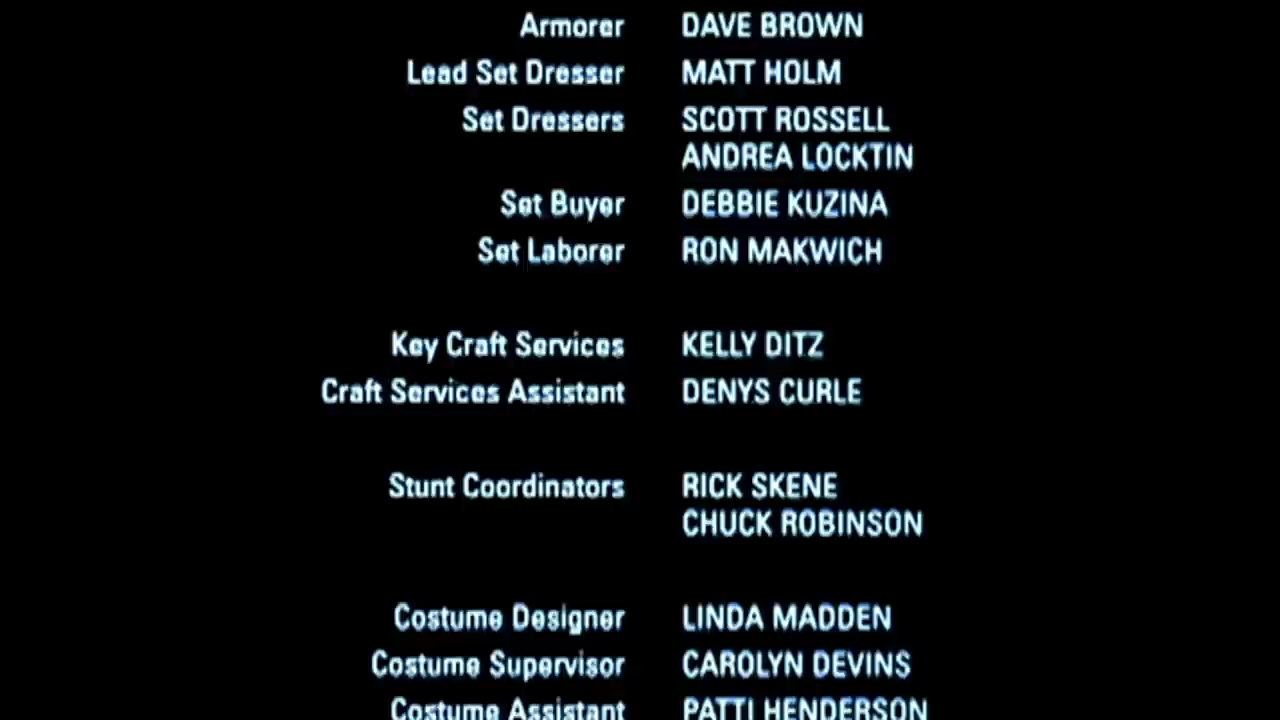 Armorer DAVE BROWN
Lead Set Dresser MATT HOLM
Set Dressers SCOTT ROSSELL
ANDREA LOCKTIN
Set Buyer DEBBIE KUZINA
Set Laborer RON MAKWICH
Key Craft Services KELLY DITZ
Craft Services Assistant DENYS CURLE
Stunt Coordinators RICK SKENE
CHUCK ROBINSON
Costume Designer LINDA MADDEN
Costume Supervisor CAROLYN DEVINS
Costume Assistant PATTI HENDERSON